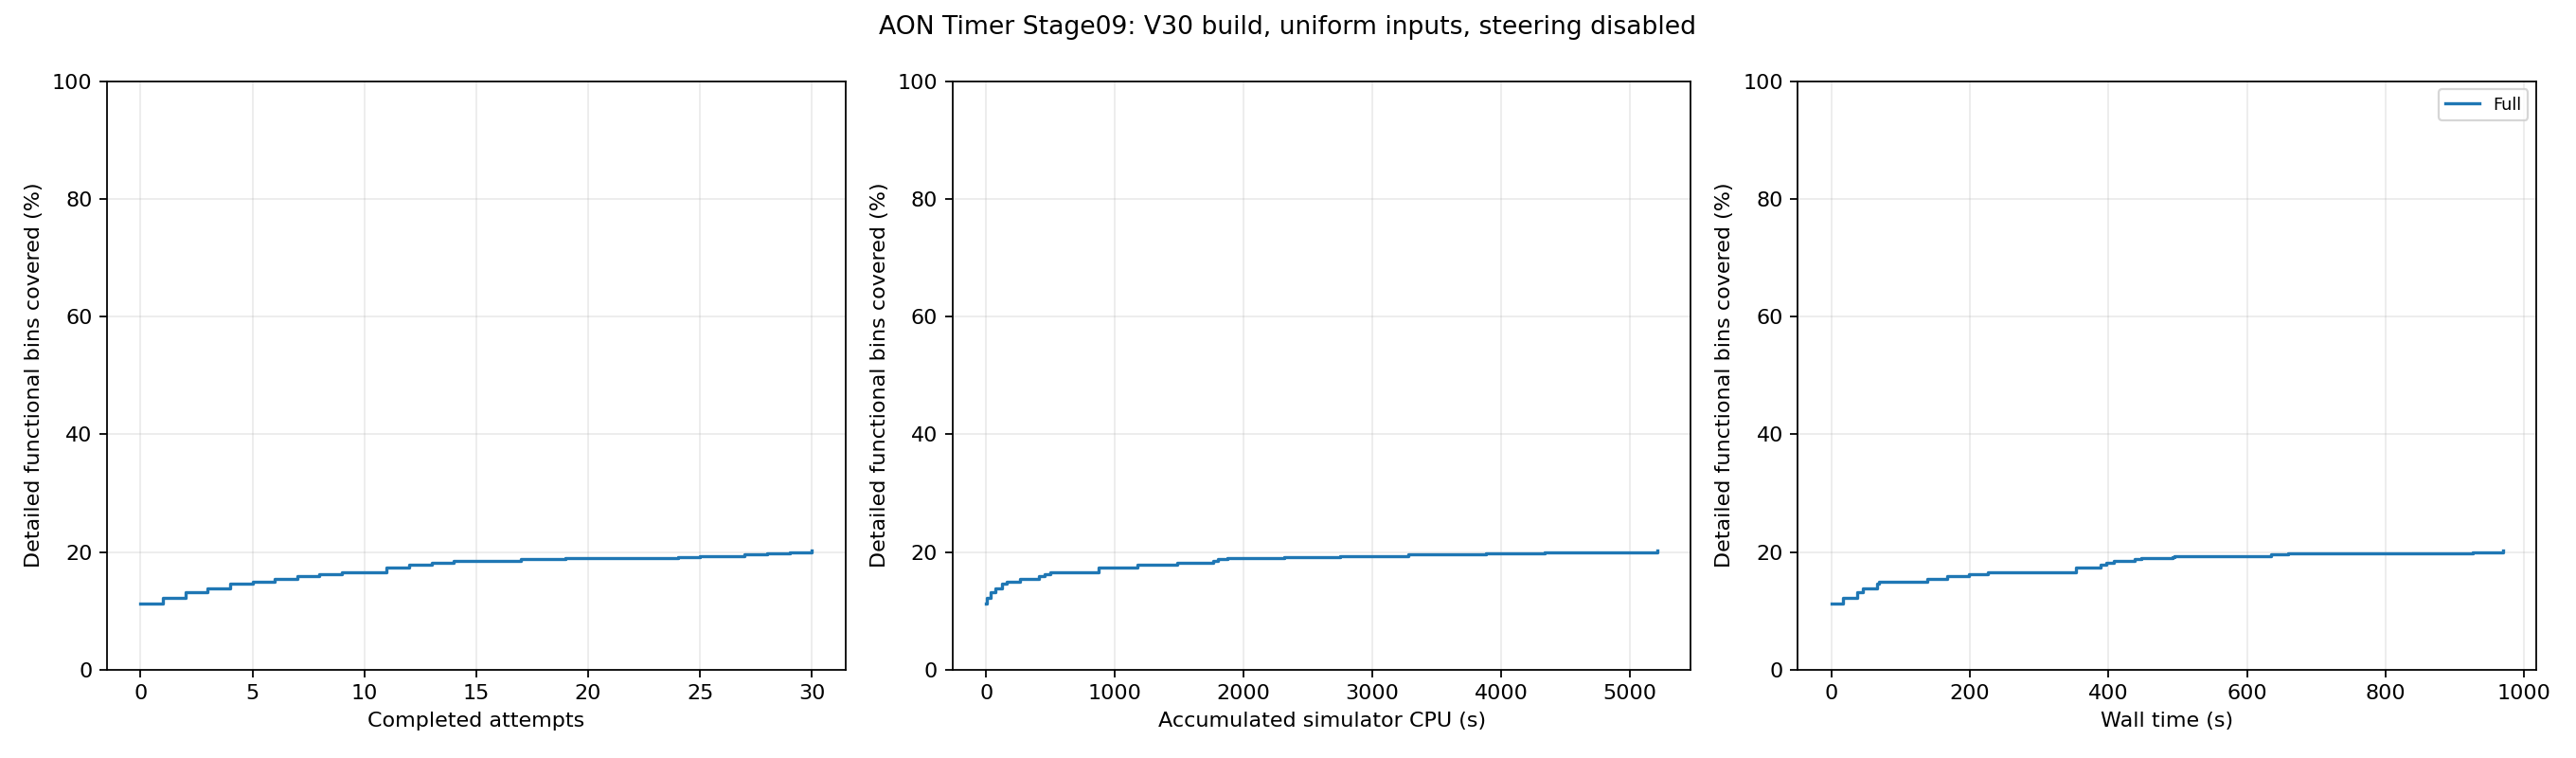 AON Timer Stage09: V30 build, uniform inputs, steering disabled
Detailed functional bins covered (%)
100
80
60
40
20
0
0 5 10 15 20 25 30
Completed attempts
Detailed functional bins covered (%)
100
80
60
40
20
0
0 1000 2000 3000 4000 5000
Accumulated simulator CPU (s)
Detailed functional bins covered (%)
100
80
60
40
20
0
Full
0 200 400 600 800 1000
Wall time (s)